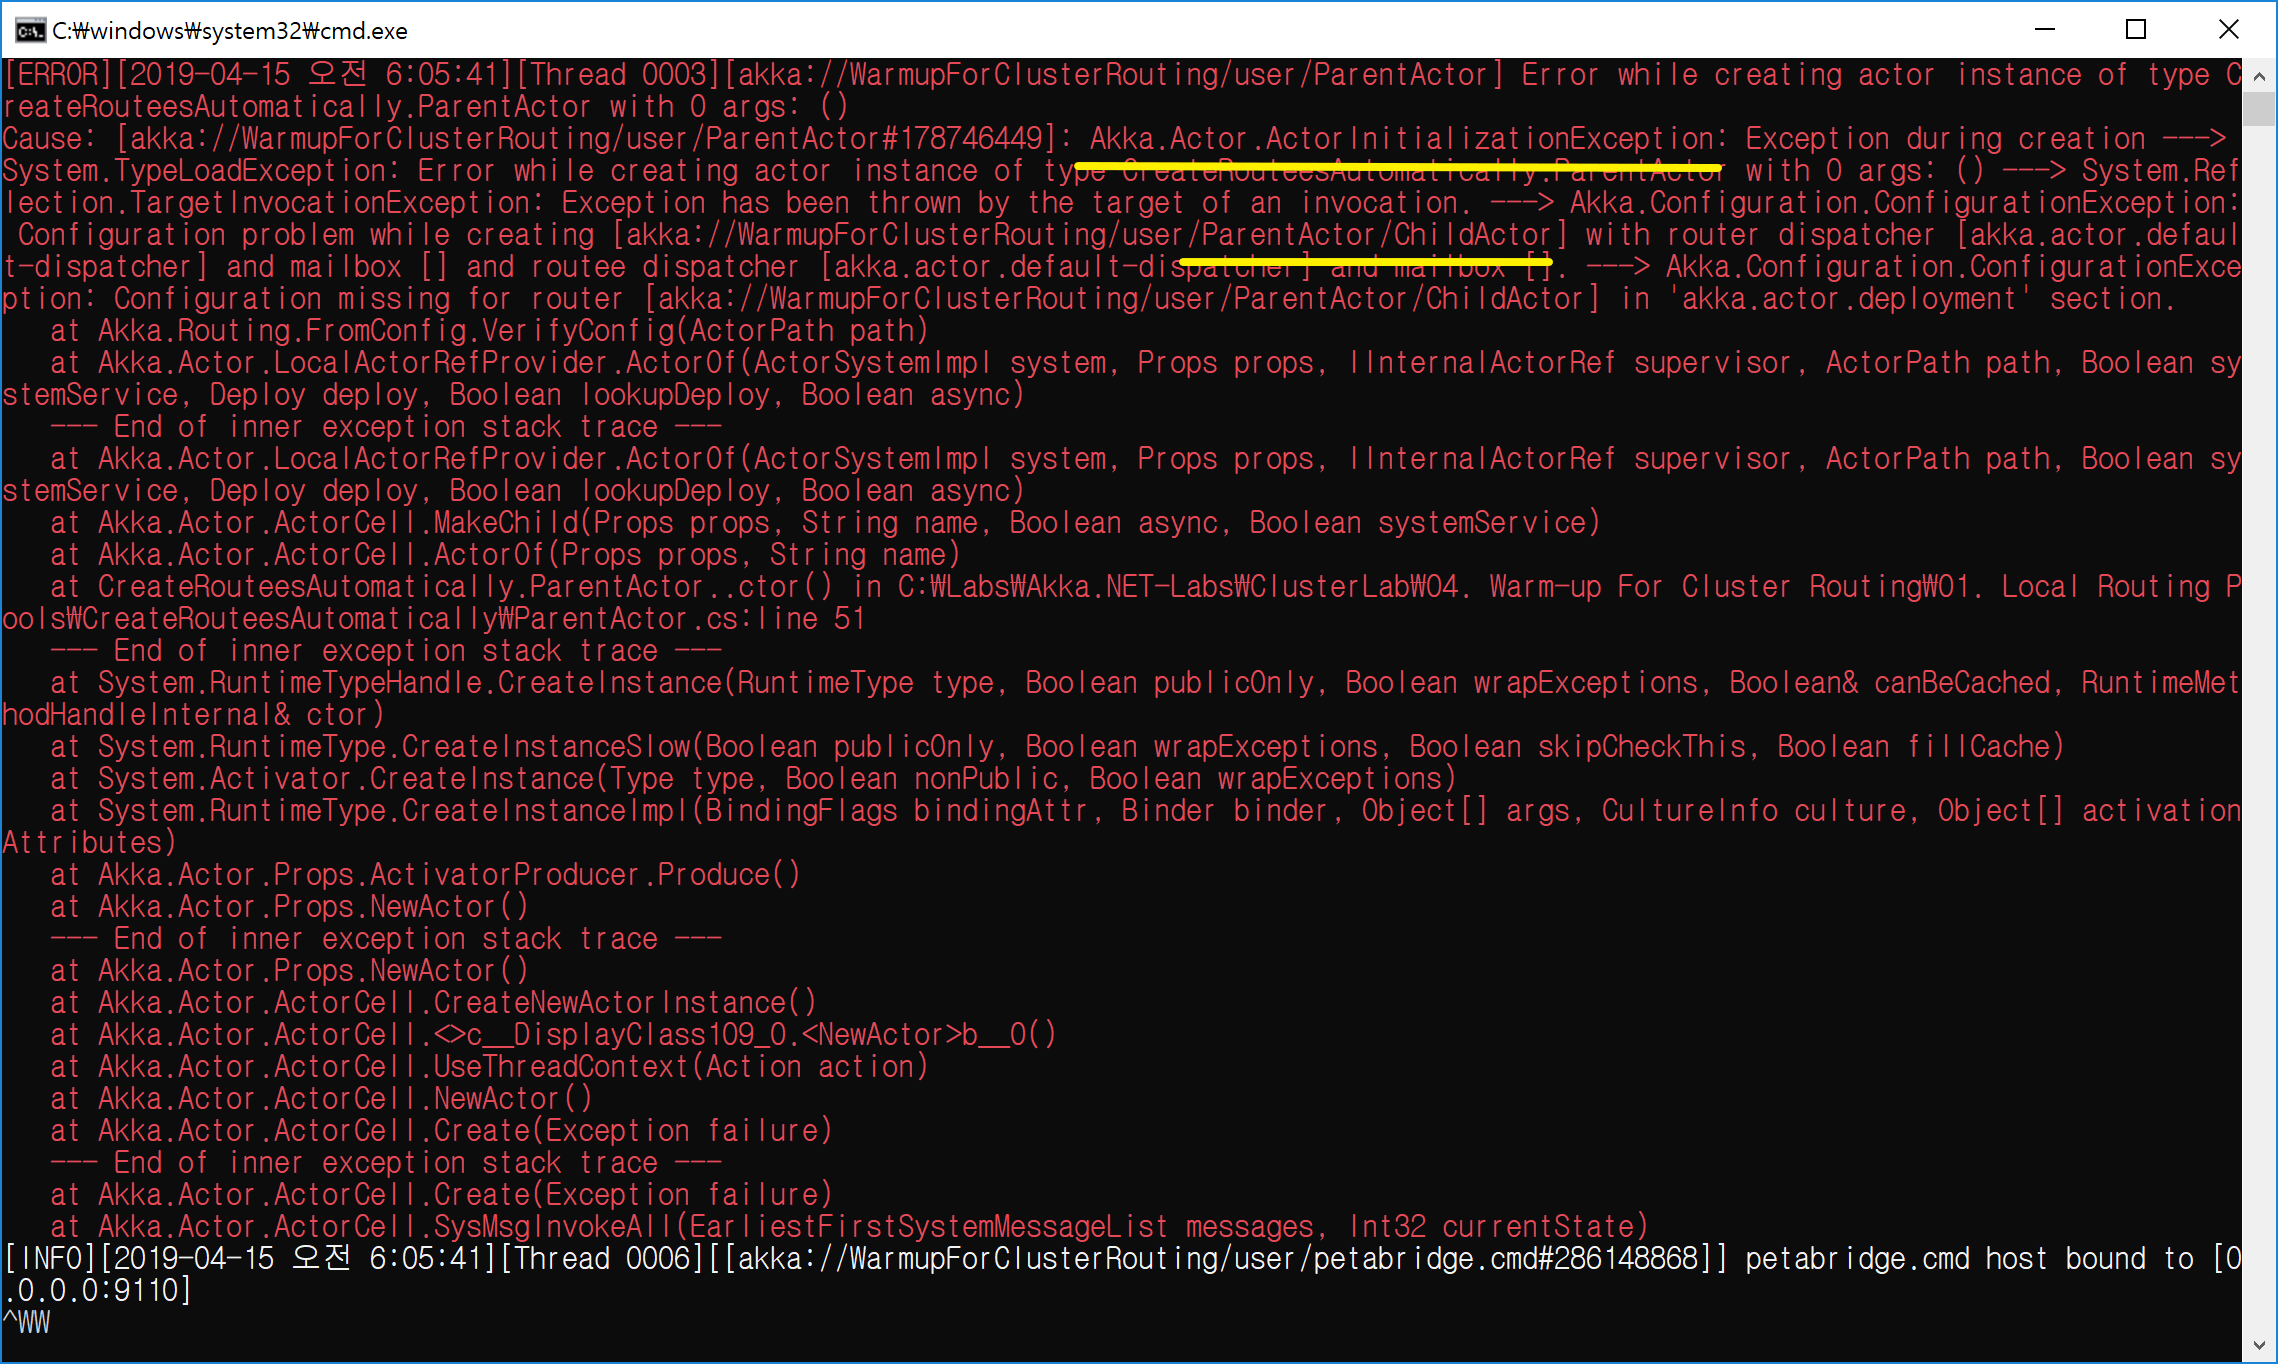 C:₩windows₩system32₩cmd.exe
[ERROR][2019-04-15 오전 6:05:41][Thread 0003][akka://WarmupForClusterRouting/user/ParentActor] Error while creating actor instance of type C
reateRouteesAutomatically.ParentActor with 0 args: ()
Cause: [akka://WarmupForClusterRouting/user/ParentActor#178746449]: Akka.Actor.ActorInitializationException: Exception during creation --->
System.TypeLoadException: Error while creating actor instance of type CreateRouteesAutomatically.ParentActor with 0 args: () ---> System.Ref
lection.TargetInvocationException: Exception has been thrown by the target of an invocation. ---> Akka.Configuration.ConfigurationException:
 Configuration problem while creating [akka://WarmupForClusterRouting/user/ParentActor/ChildActor] with router dispatcher [akka.actor.defaul
t-dispatcher] and mailbox [] and routee dispatcher [akka.actor.default-dispatcher] and mailbox []. ---> Akka.Configuration.ConfigurationExce
ption: Configuration missing for router [akka://WarmupForClusterRouting/user/ParentActor/ChildActor] in 'akka.actor.deployment' section.
   at Akka.Routing.FromConfig.VerifyConfig(ActorPath path)
   at Akka.Actor.LocalActorRefProvider.ActorOf(ActorSystemImpl system, Props props, IInternalActorRef supervisor, ActorPath path, Boolean sy
stemService, Deploy deploy, Boolean lookupDeploy, Boolean async)
   --- End of inner exception stack trace ---
   at Akka.Actor.LocalActorRefProvider.ActorOf(ActorSystemImpl system, Props props, IInternalActorRef supervisor, ActorPath path, Boolean sy
stemService, Deploy deploy, Boolean lookupDeploy, Boolean async)
   at Akka.Actor.ActorCell.MakeChild(Props props, String name, Boolean async, Boolean systemService)
   at Akka.Actor.ActorCell.ActorOf(Props props, String name)
   at CreateRouteesAutomatically.ParentActor..ctor() in C:₩Labs₩Akka.NET-Labs₩ClusterLab₩04. Warm-up For Cluster Routing₩01. Local Routing P
ools₩CreateRouteesAutomatically₩ParentActor.cs:line 51
   --- End of inner exception stack trace ---
   at System.RuntimeTypeHandle.CreateInstance(RuntimeType type, Boolean publicOnly, Boolean wrapExceptions, Boolean& canBeCached, RuntimeMet
hodHandleInternal& ctor)
   at System.RuntimeType.CreateInstanceSlow(Boolean publicOnly, Boolean wrapExceptions, Boolean skipCheckThis, Boolean fillCache)
   at System.Activator.CreateInstance(Type type, Boolean nonPublic, Boolean wrapExceptions)
   at System.RuntimeType.CreateInstanceImpl(BindingFlags bindingAttr, Binder binder, Object[] args, CultureInfo culture, Object[] activation
Attributes)
   at Akka.Actor.Props.ActivatorProducer.Produce()
   at Akka.Actor.Props.NewActor()
   --- End of inner exception stack trace ---
   at Akka.Actor.Props.NewActor()
   at Akka.Actor.ActorCell.CreateNewActorInstance()
   at Akka.Actor.ActorCell.<>c__DisplayClass109_0.<NewActor>b__0()
   at Akka.Actor.ActorCell.UseThreadContext(Action action)
   at Akka.Actor.ActorCell.NewActor()
   at Akka.Actor.ActorCell.Create(Exception failure)
   --- End of inner exception stack trace ---
   at Akka.Actor.ActorCell.Create(Exception failure)
   at Akka.Actor.ActorCell.SysMsgInvokeAll(EarliestFirstSystemMessageList messages, Int32 currentState)
[INFO][2019-04-15 오전 6:05:41][Thread 0006][[akka://WarmupForClusterRouting/user/petabridge.cmd#286148868]] petabridge.cmd host bound to [0
.0.0.0:9110]
^WW